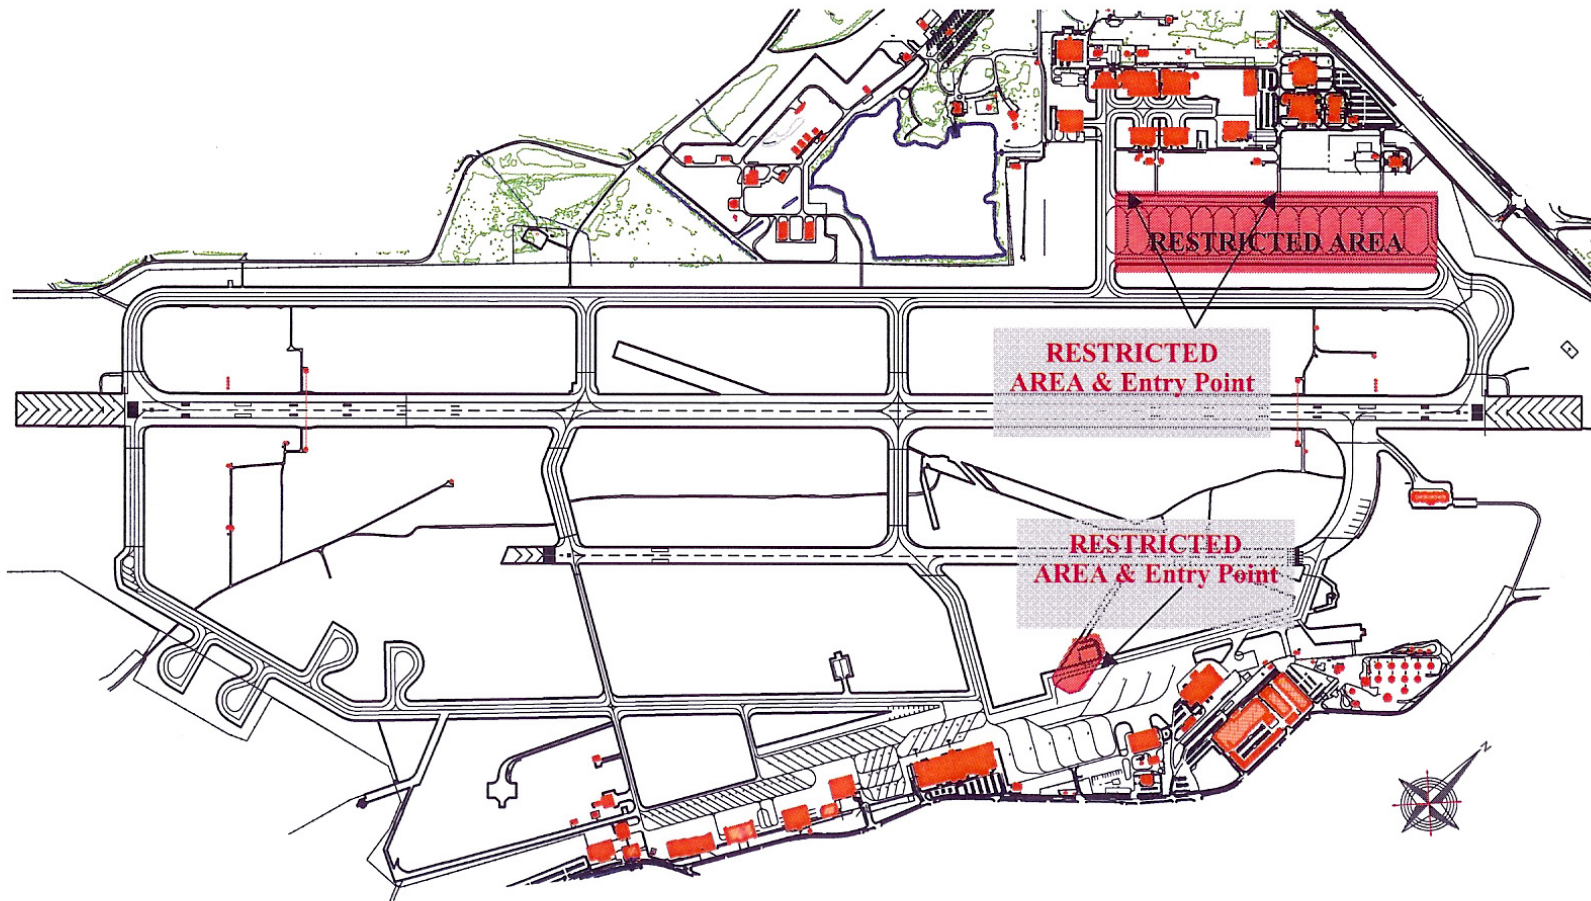 RESTRICTED AREA
RESTRICTED
AREA & Entry Point
RESTRICTED
AREA & Entry Point
N